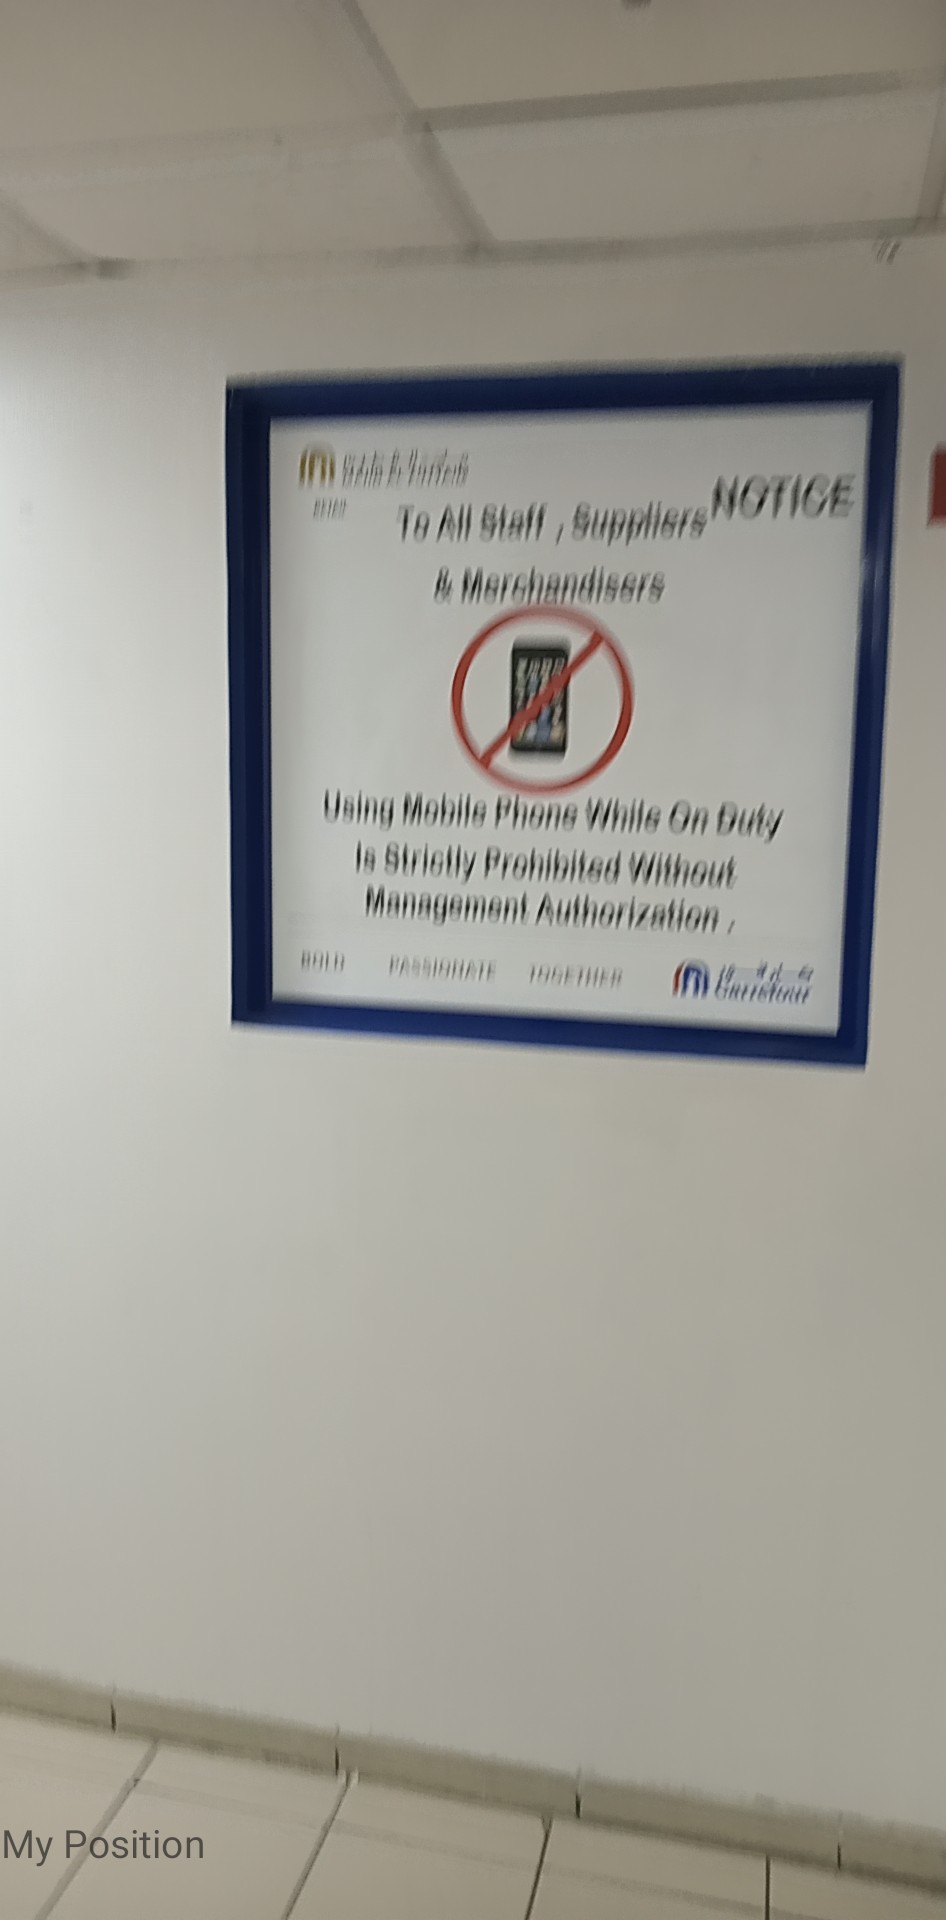 NOTICE
To All Staff , Suppliers
& Merchandisers
Using Mobile Phone While On Duty
Is Strictly Prohibited Without
Management Authorization .
BOLD PASSIONATE TOGETHER
Carrefour
My Position